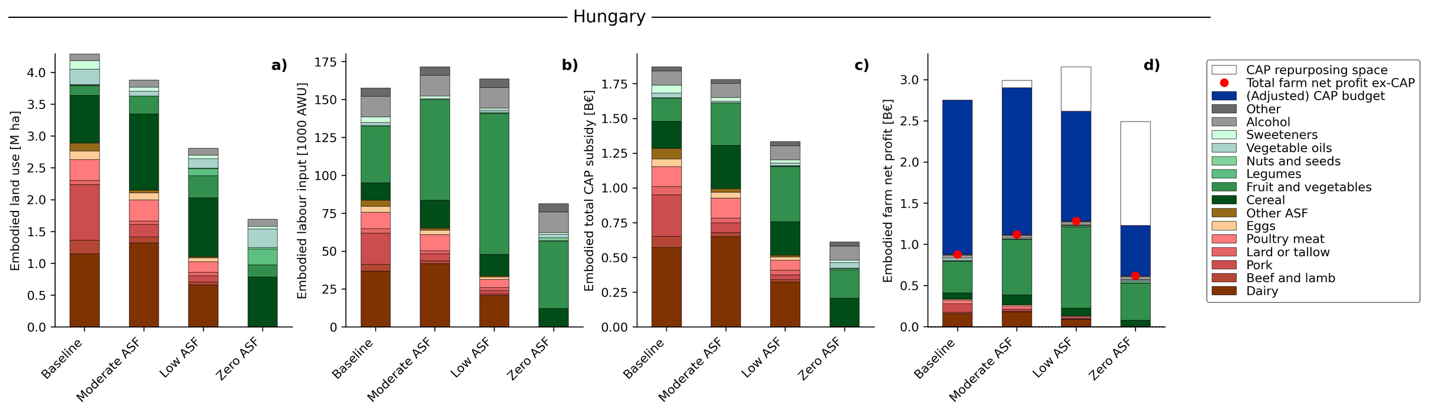 Hungary
a)
Embodied land use [M ha]
4.0
3.5
3.0
2.5
2.0
1.5
1.0
0.5
0.0
Baseline
Moderate ASF
Low ASF
Zero ASF
b)
Embodied labour input [1000 AWU]
175
150
125
100
75
50
25
0
Baseline
Moderate ASF
Low ASF
Zero ASF
c)
Embodied total CAP subsidy [B€]
1.75
1.50
1.25
1.00
0.75
0.50
0.25
0.00
Baseline
Moderate ASF
Low ASF
Zero ASF
d)
Embodied farm net profit [B€]
3.0
2.5
2.0
1.5
1.0
0.5
0.0
Baseline
Moderate ASF
Low ASF
Zero ASF
CAP repurposing space
Total farm net profit ex-CAP
(Adjusted) CAP budget
Other
Alcohol
Sweeteners
Vegetable oils
Nuts and seeds
Legumes
Fruit and vegetables
Cereal
Other ASF
Eggs
Poultry meat
Lard or tallow
Pork
Beef and lamb
Dairy